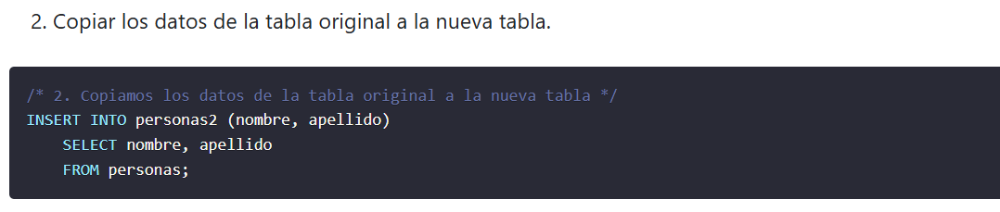 2. Copiar los datos de la tabla original a la nueva tabla.
/* 2. Copiamos los datos de la tabla original a la nueva tabla */
INSERT INTO personas2 (nombre, apellido)
    SELECT nombre, apellido
    FROM personas;